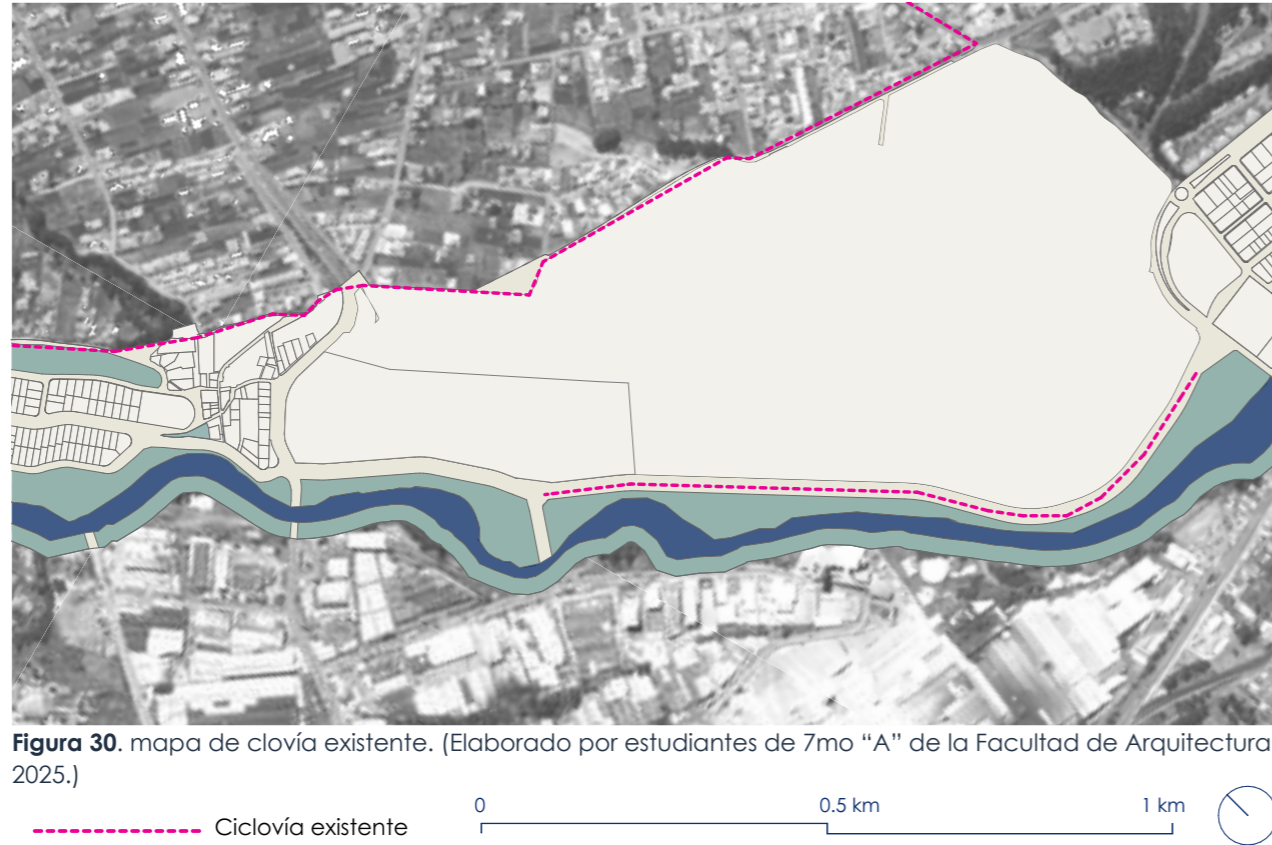 Figura 30. mapa de clovía existente. (Elaborado por estudiantes de 7mo “A” de la Facultad de Arquitectura
2025.)
Ciclovía existente
0 0.5 km 1 km